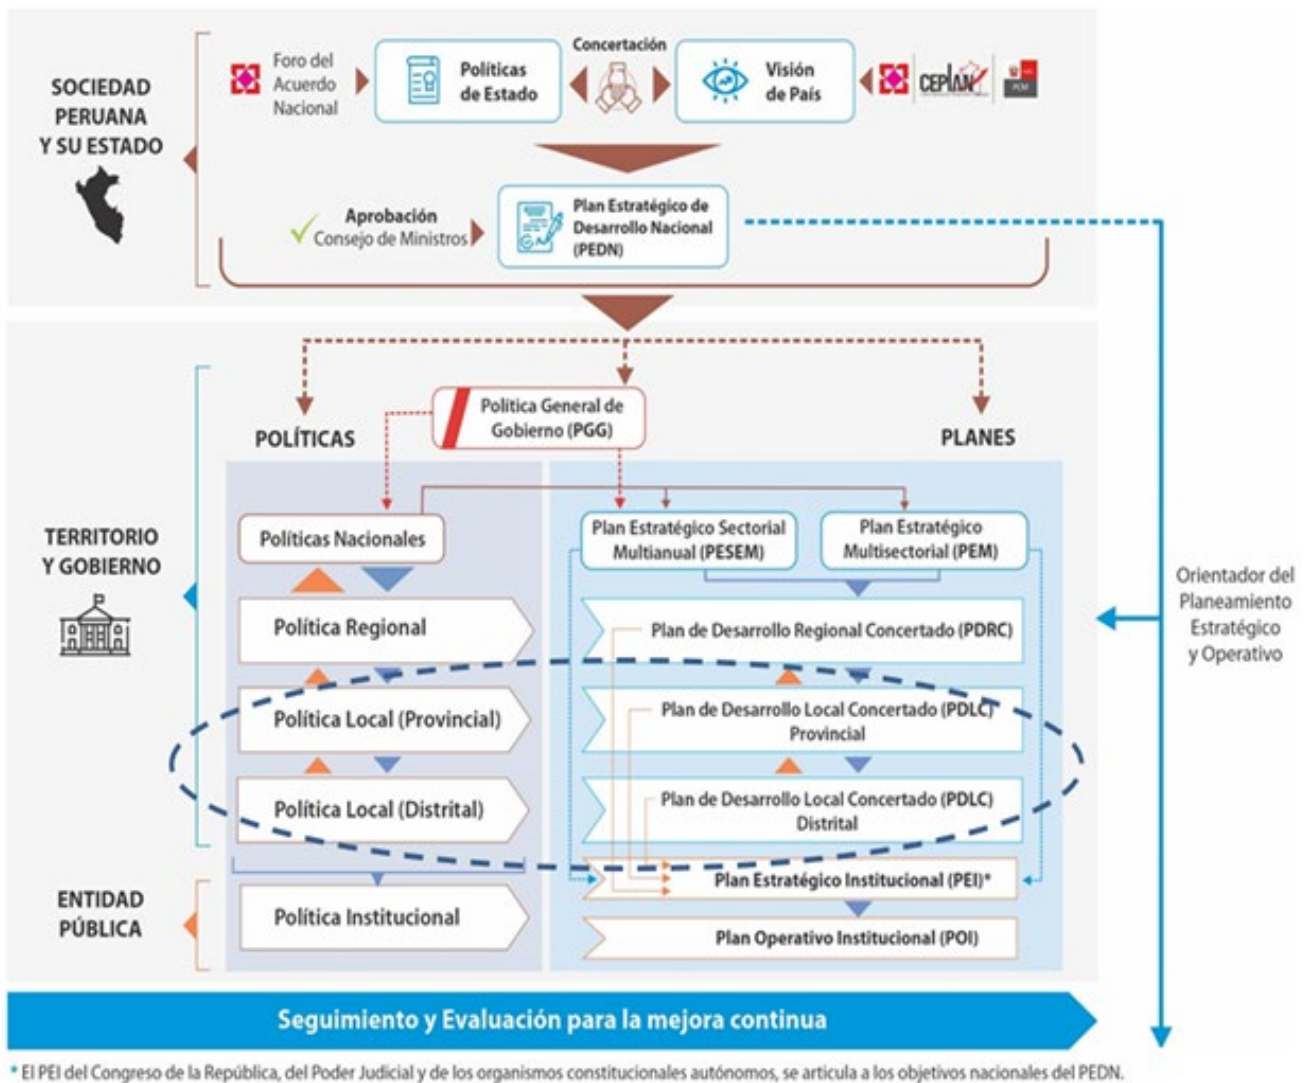 SOCIEDAD
PERUANA
Y SU ESTADO
Foro del
Acuerdo
Nacional
Políticas
de Estado
Concertación
Visión
de País
CEPLAN
PCM
Aprobación
Consejo de Ministros
Plan Estratégico de
Desarrollo Nacional
(PEDN)
POLÍTICAS
Política General de
Gobierno (PGG)
PLANES
TERRITORIO
Y GOBIERNO
Políticas Nacionales
Plan Estratégico Sectorial
Multianual (PESEM)
Plan Estratégico
Multisectorial (PEM)
Política Regional
Plan de Desarrollo Regional Concertado (PDRC)
Política Local (Provincial)
Plan de Desarrollo Local Concertado (PDLC)
Provincial
Política Local (Distrital)
Plan de Desarrollo Local Concertado (PDLC)
Distrital
Orientador del
Planeamiento
Estratégico
y Operativo
ENTIDAD
PÚBLICA
Política Institucional
Plan Estratégico Institucional (PEI)*
Plan Operativo Institucional (POI)
Seguimiento y Evaluación para la mejora continua
* El PEI del Congreso de la República, del Poder Judicial y de los organismos constitucionales autónomos, se articula a los objetivos nacionales del PEDN.